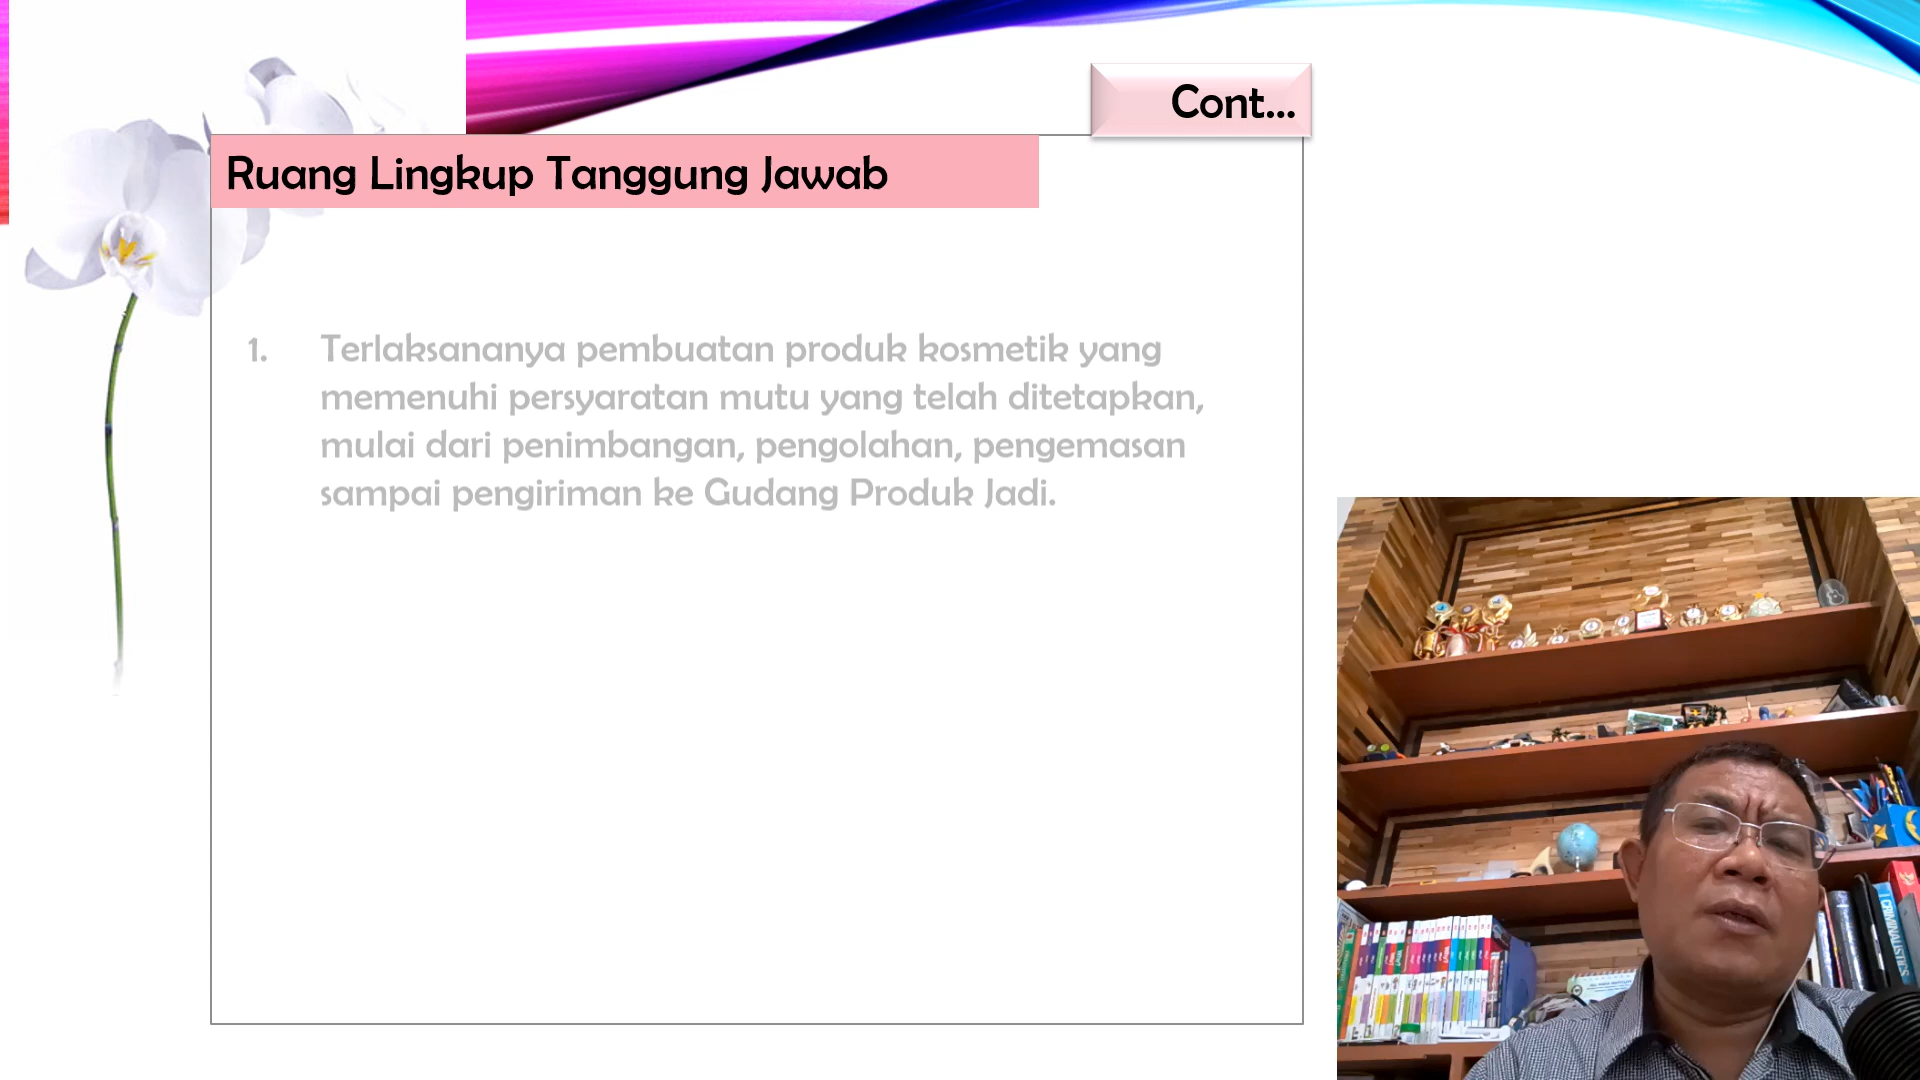 Cont...
Ruang Lingkup Tanggung Jawab
1. Terlaksananya pembuatan produk kosmetik yang
memenuhi persyaratan mutu yang telah ditetapkan,
mulai dari penimbangan, pengolahan, pengemasan
sampai pengiriman ke Gudang Produk Jadi.
CRIMINALISTICS